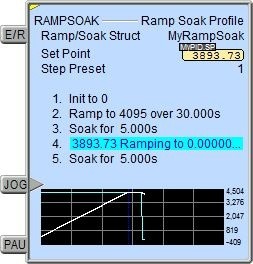 RAMPSOAK Ramp Soak Profile
E/R
Ramp/Soak Struct MyRampSoak
MyPID.SP
Set Point 3893.73
Step Preset 1
1. Init to 0
2. Ramp to 4095 over 30.000s
3. Soak for 5.000s
4. 3893.73 Ramping to 0.00000...
5. Soak for 5.000s
JOG
4,504
3,276
2,047
819
-409
PAU